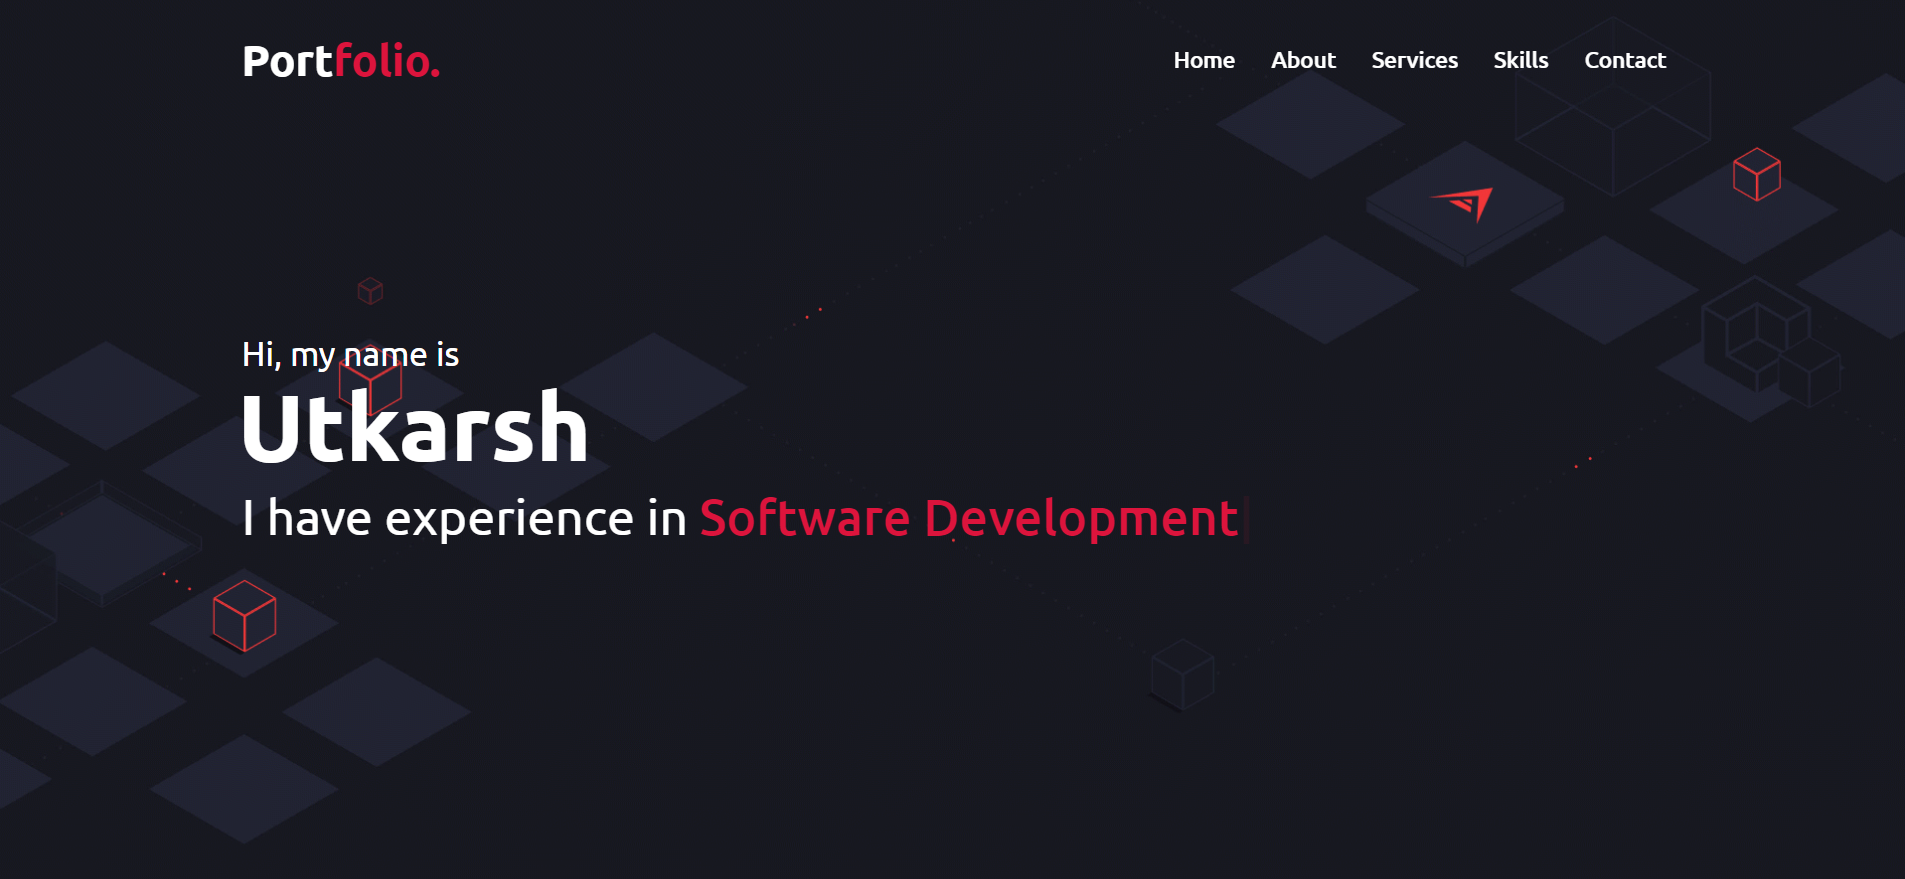 Portfolio.
Home About Services Skills Contact
Hi, my name is
Utkarsh
I have experience in Software Development